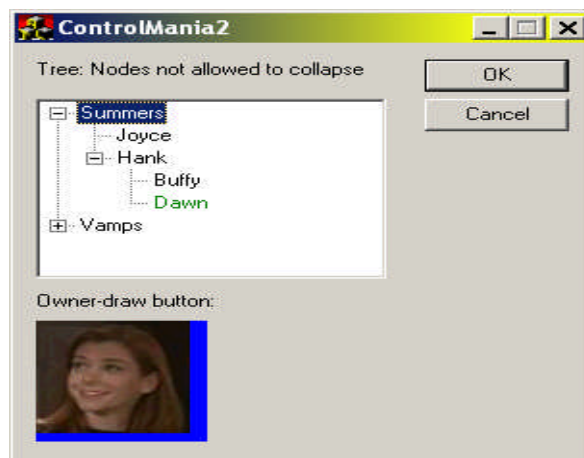 ControlMania2
Tree: Nodes not allowed to collapse
OK
Cancel
Summers
Joyce
Hank
Buffy
Dawn
Vamps
Owner-draw button: